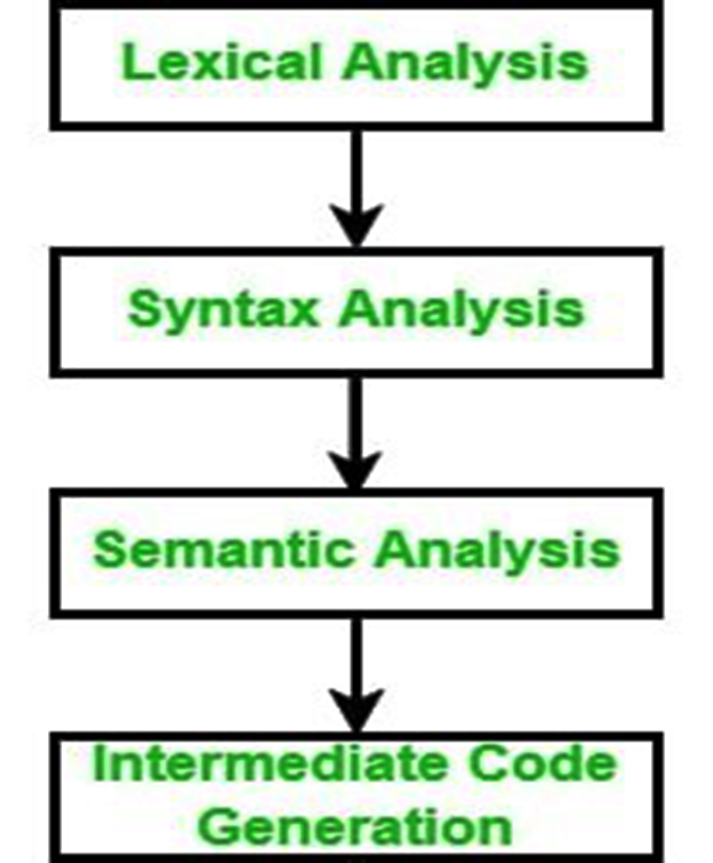 Lexical Analysis
Syntax Analysis
Semantic Analysis
Intermediate Code
Generation